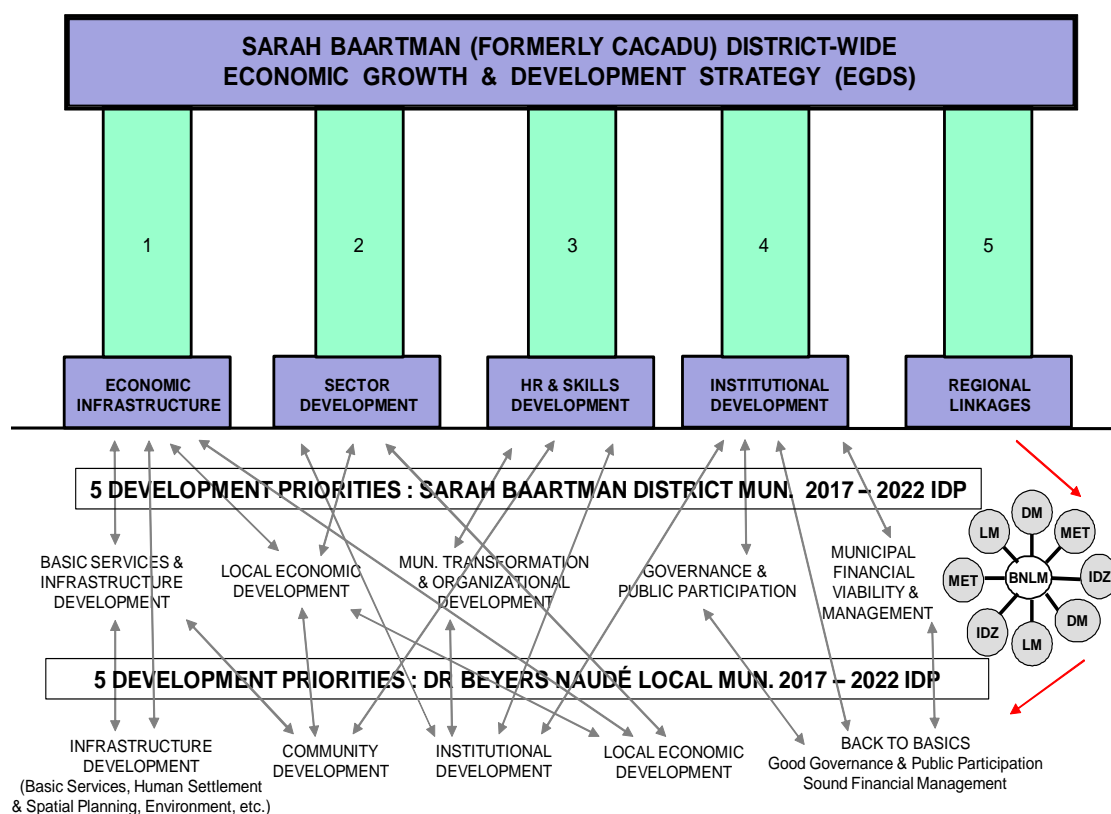 SARAH BAARTMAN (FORMERLY CACADU) DISTRICT-WIDE
ECONOMIC GROWTH & DEVELOPMENT STRATEGY (EGDS)
1
2
3
4
5
ECONOMIC
INFRASTRUCTURE
SECTOR
DEVELOPMENT
HR & SKILLS
DEVELOPMENT
INSTITUTIONAL
DEVELOPMENT
REGIONAL
LINKAGES
5 DEVELOPMENT PRIORITIES : SARAH BAARTMAN DISTRICT MUN. 2017 – 2022 IDP
BASIC SERVICES &
INFRASTRUCTURE
DEVELOPMENT
LOCAL ECONOMIC
DEVELOPMENT
MUN. TRANSFORMATION
& ORGANIZATIONAL
DEVELOPMENT
GOVERNANCE &
PUBLIC PARTICIPATION
MUNICIPAL
FINANCIAL
VIABILITY &
MANAGEMENT
DM
LM
MET
MET
BNLM
IDZ
IDZ
DM
LM
5 DEVELOPMENT PRIORITIES : DR BEYERS NAUDÉ LOCAL MUN. 2017 – 2022 IDP
INFRASTRUCTURE
DEVELOPMENT
(Basic Services, Human Settlement
& Spatial Planning, Environment, etc.)
COMMUNITY
DEVELOPMENT
INSTITUTIONAL
DEVELOPMENT
LOCAL ECONOMIC
DEVELOPMENT
BACK TO BASICS
Good Governance & Public Participation
Sound Financial Management